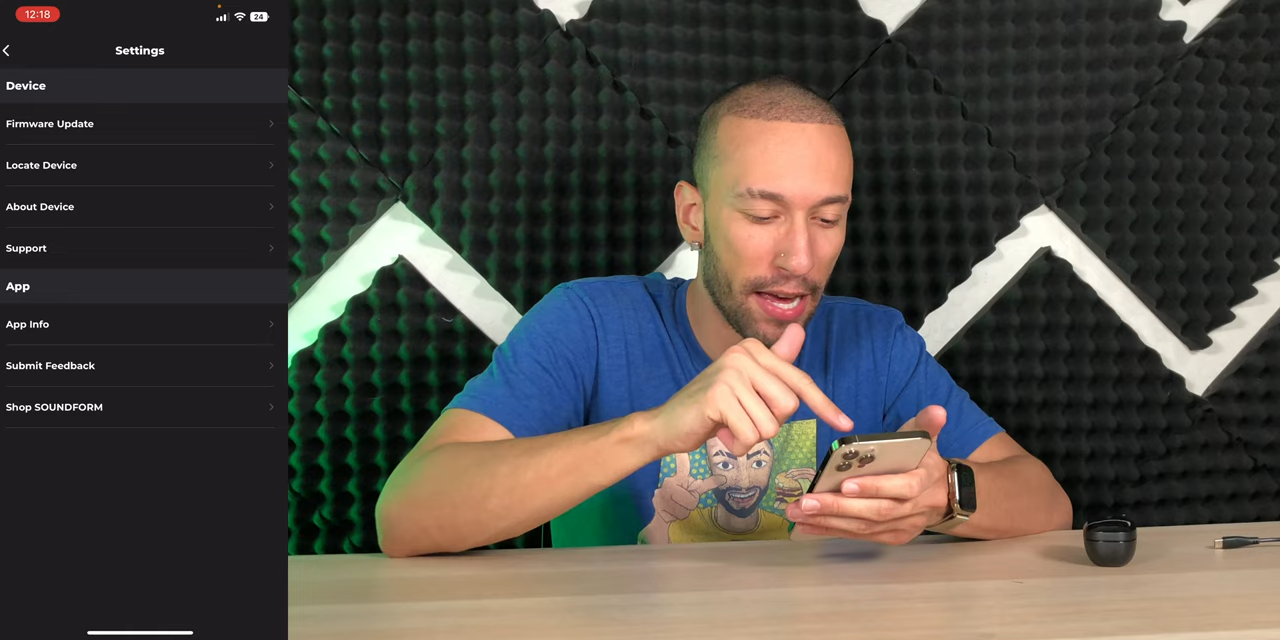 12:18
24
Settings
Device
Firmware Update
Locate Device
About Device
Support
App
App Info
Submit Feedback
Shop SOUNDFORM